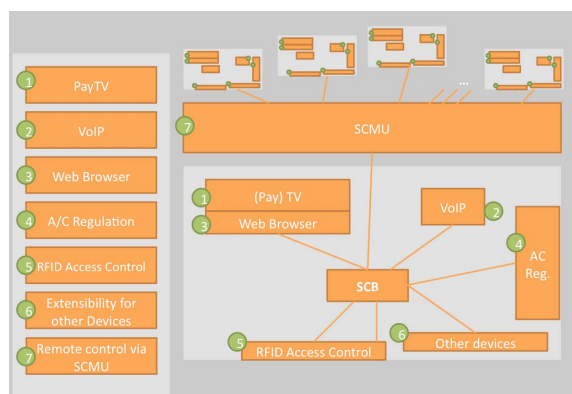 1
PayTV
2
VoIP
3
Web Browser
4
A/C Regulation
5
RFID Access Control
6
Extensibility for
other Devices
7
Remote control via
SCMU
...
7
SCMU
1
(Pay) TV
3
Web Browser
VoIP
2
4
AC
Reg.
SCB
5
RFID Access Control
6
Other devices